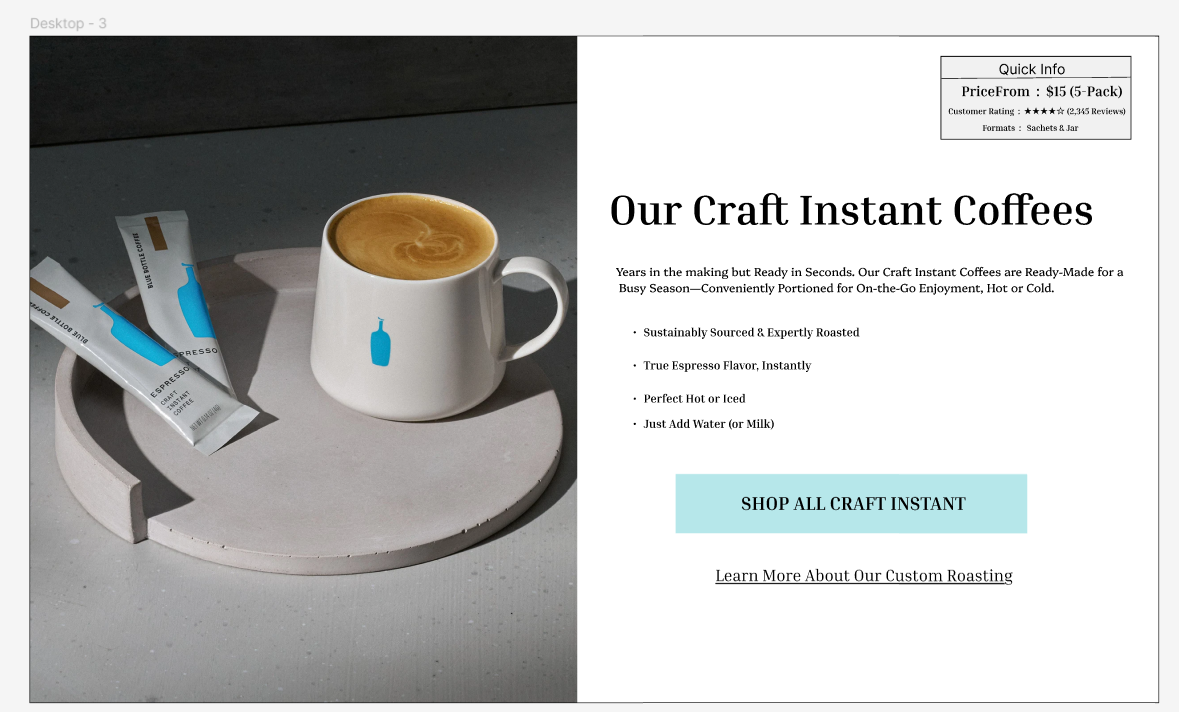 Desktop - 3
Quick Info
PriceFrom : $15 (5-Pack)
Customer Rating : ★★★★☆ (2,345 Reviews)
Formats : Sachets & Jar
Our Craft Instant Coffees
Years in the making but Ready in Seconds. Our Craft Instant Coffees are Ready-Made for a
Busy Season—Conveniently Portioned for On-the-Go Enjoyment, Hot or Cold.
• Sustainably Sourced & Expertly Roasted
• True Espresso Flavor, Instantly
• Perfect Hot or Iced
• Just Add Water (or Milk)
SHOP ALL CRAFT INSTANT
Learn More About Our Custom Roasting
BLUE BOTTLE COFFEE
ESPRESSO
BLUE BOTTLE COFFEE
ESPRESSO
CRAFT
INSTANT
COFFEE